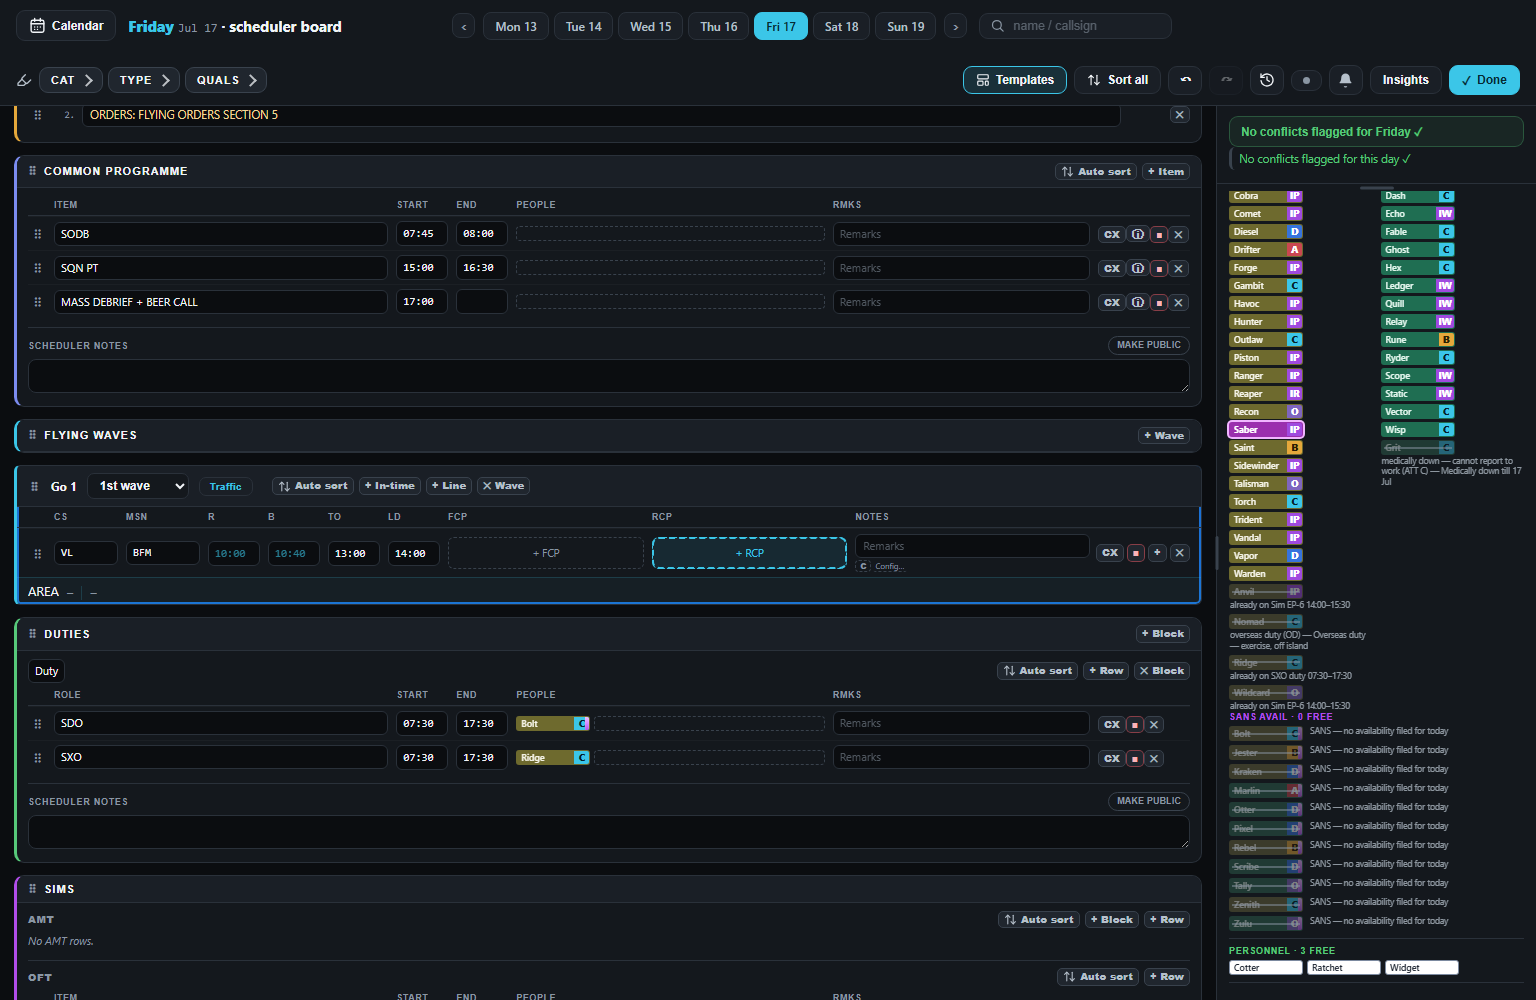 Calendar
Friday Jul 17 · scheduler board
‹ Mon 13 Tue 14 Wed 15 Thu 16 Fri 17 Sat 18 Sun 19 ›
name / callsign
CAT TYPE QUALS
Templates Sort all Insights ✓ Done
2. ORDERS: FLYING ORDERS SECTION 5
COMMON PROGRAMME
Auto sort + Item
ITEM START END PEOPLE RMKS
SODB 07:45 08:00 Remarks CX
SQN PT 15:00 16:30 Remarks CX
MASS DEBRIEF + BEER CALL 17:00 Remarks CX
SCHEDULER NOTES MAKE PUBLIC
FLYING WAVES + Wave
Go 1 1st wave Traffic Auto sort + In-time + Line ✕ Wave
CS MSN R B TO LD FCP RCP NOTES
VL BFM 10:00 10:40 13:00 14:00 + FCP + RCP Remarks CX
C Config...
AREA – –
DUTIES + Block
Duty Auto sort + Row ✕ Block
ROLE START END PEOPLE RMKS
SDO 07:30 17:30 Bolt C Remarks CX
SXO 07:30 17:30 Ridge C Remarks CX
SCHEDULER NOTES MAKE PUBLIC
SIMS
AMT Auto sort + Block + Row
No AMT rows.
OFT Auto sort + Row
ITEM START END PEOPLE RMKS
No conflicts flagged for Friday ✓
No conflicts flagged for this day ✓
Cobra IP
Comet IP
Diesel D
Drifter A
Forge IP
Gambit C
Havoc IP
Hunter IP
Outlaw C
Piston IP
Ranger IP
Reaper IR
Recon O
Saber IP
Saint B
Sidewinder IP
Talisman O
Torch C
Trident IP
Vandal IP
Vapor D
Warden IP
Anvil IP
already on Sim EP-6 14:00–15:30
Nomad C
overseas duty (OD) — Overseas duty
— exercise, off island
Ridge C
already on SXO duty 07:30–17:30
Wildcard O
already on Sim EP-6 14:00–15:30
Dash C
Echo IW
Fable C
Ghost C
Hex C
Ledger IW
Quill IW
Relay IW
Rune B
Ryder C
Scope IW
Static IW
Vector C
Wisp C
Grit C
medically down — cannot report to
work (ATT C) — Medically down till 17
Jul
SANS AVAIL · 0 FREE
Bolt C SANS — no availability filed for today
Jester B SANS — no availability filed for today
Kraken D SANS — no availability filed for today
Marlin A SANS — no availability filed for today
Otter D SANS — no availability filed for today
Pixel D SANS — no availability filed for today
Rebel B SANS — no availability filed for today
Scribe D SANS — no availability filed for today
Tally O SANS — no availability filed for today
Zenith C SANS — no availability filed for today
Zulu O SANS — no availability filed for today
PERSONNEL · 3 FREE
Cotter Ratchet Widget